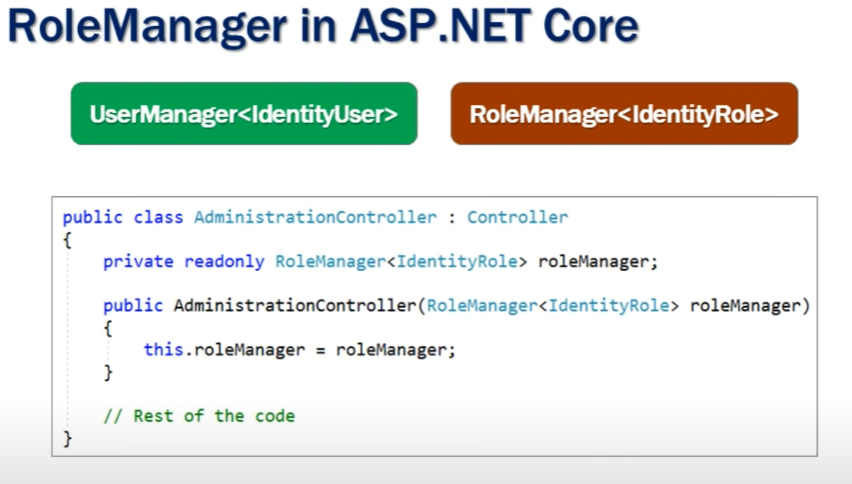 RoleManager in ASP.NET Core
UserManager<IdentityUser>
RoleManager<IdentityRole>
public class AdministrationController : Controller
{
    private readonly RoleManager<IdentityRole> roleManager;
    public AdministrationController(RoleManager<IdentityRole> roleManager)
    {
        this.roleManager = roleManager;
    }
    // Rest of the code
}